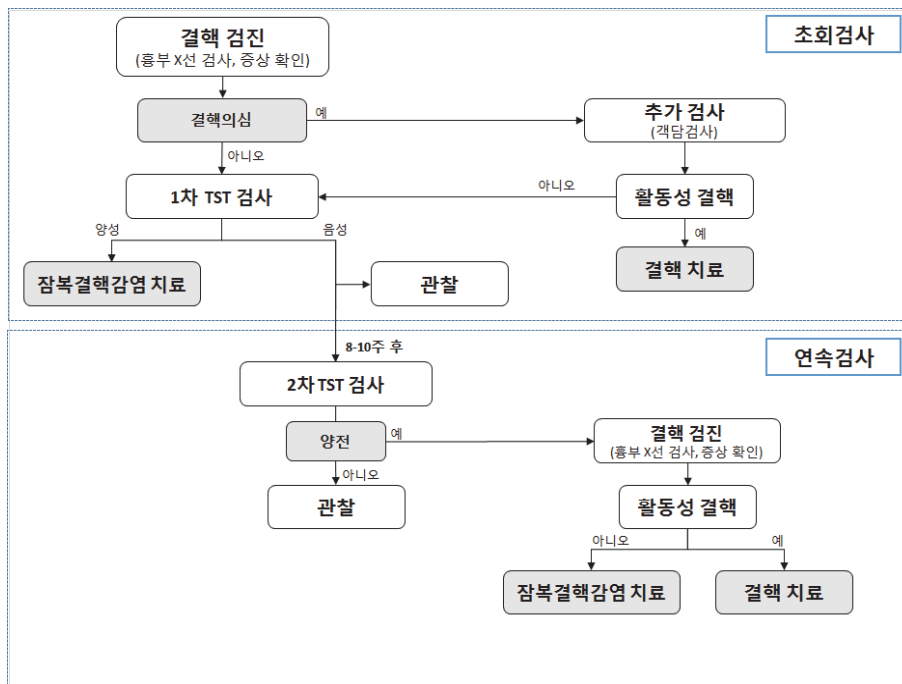 초회검사
결핵 검진
(흉부 X선 검사, 증상 확인)
결핵의심
예
추가 검사
(객담검사)
아니오
아니오
1차 TST 검사
활동성 결핵
양성
음성
예
잠복결핵감염 치료
관찰
결핵 치료
8-10주 후
연속검사
2차 TST 검사
양전
예
결핵 검진
(흉부 X선 검사, 증상 확인)
아니오
관찰
활동성 결핵
아니오
예
잠복결핵감염 치료
결핵 치료